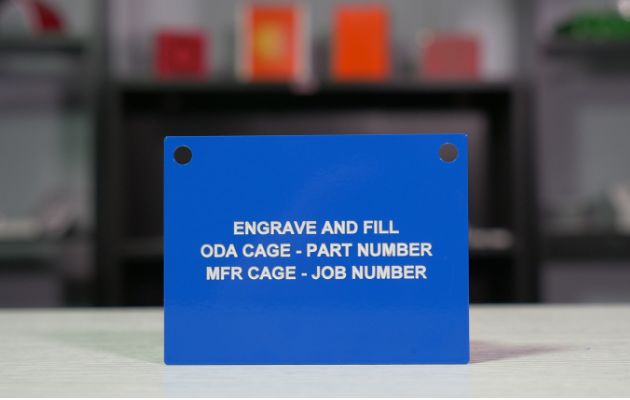 ENGRAVE AND FILL
ODA CAGE - PART NUMBER
MFR CAGE - JOB NUMBER